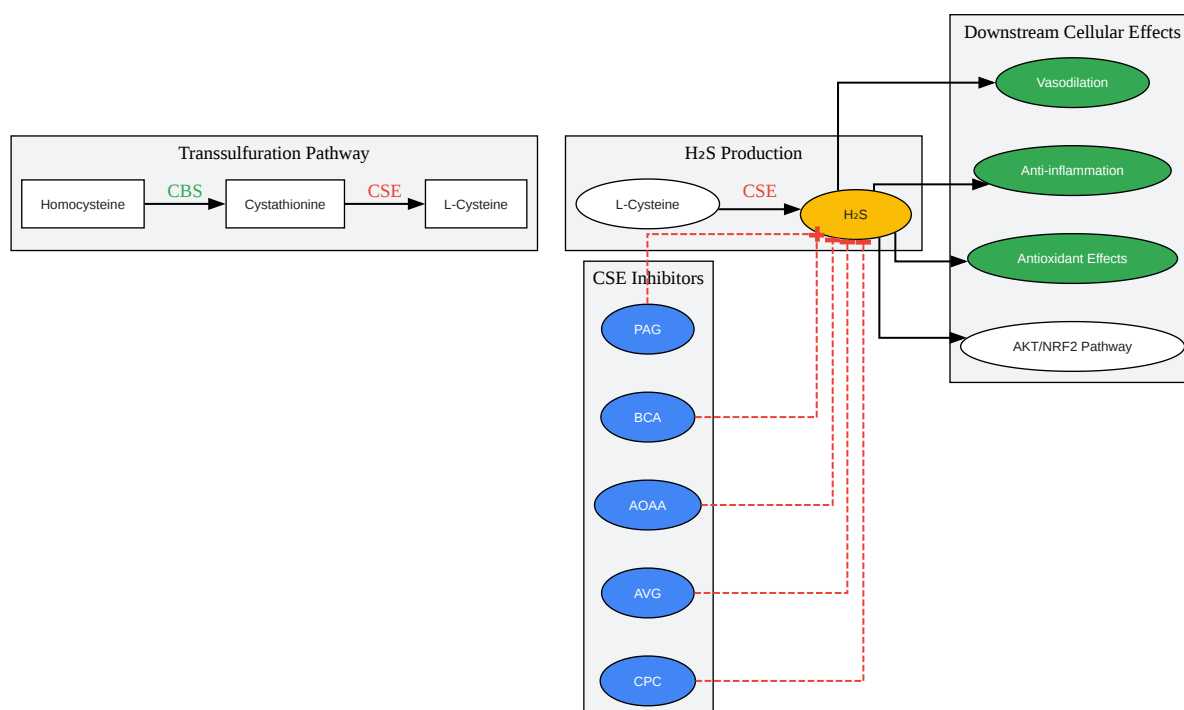 Downstream Cellular Effects
Vasodilation
Anti-inflammation
Antioxidant Effects
AKT/NRF2 Pathway
Transsulfuration Pathway
Homocysteine
CBS
Cystathionine
CSE
L-Cysteine
H₂S Production
L-Cysteine
CSE
H₂S
CSE Inhibitors
PAG
BCA
AOAA
AVG
CPC